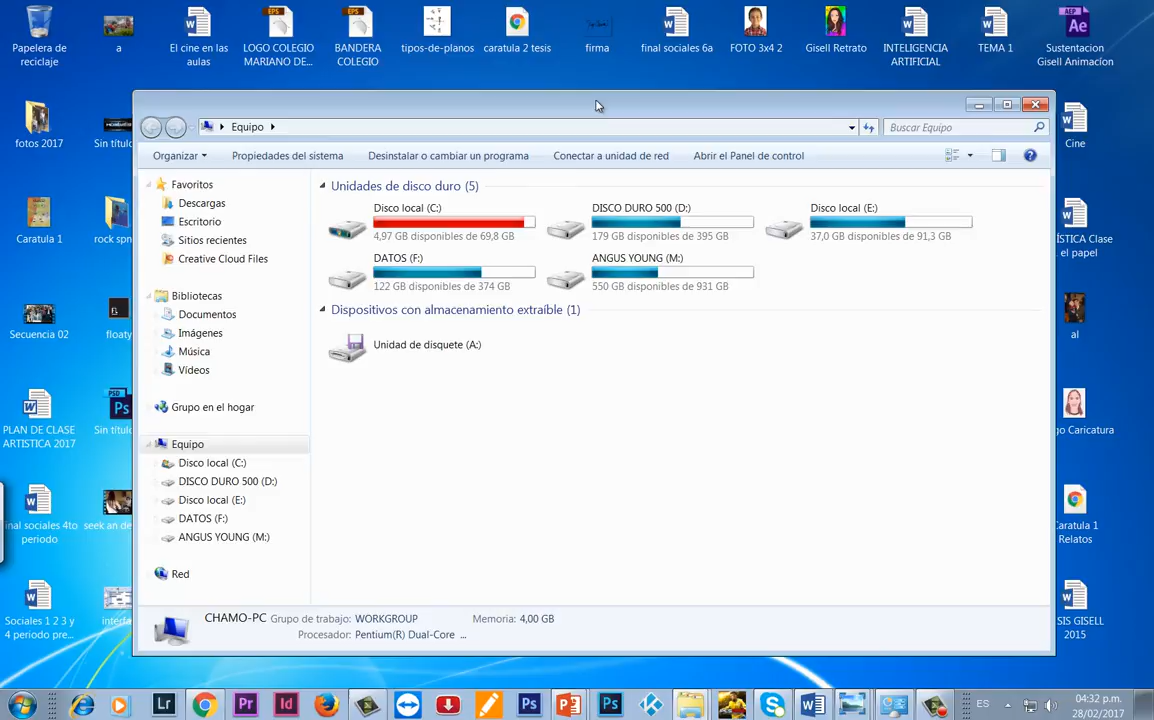 Papelera de
reciclaje
a
El cine en las
aulas
LOGO COLEGIO
MARIANO DE...
BANDERA
COLEGIO
tipos-de-planos
caratula 2 tesis
firma
final sociales 6a
FOTO 3x4 2
Gisell Retrato
INTELIGENCIA
ARTIFICIAL
TEMA 1
Sustentacion
Gisell Animacíon
fotos 2017
Sin título
Cine
Caratula 1
rock spn
ÍSTICA Clase
el papel
Secuencia 02
floaty
al
PLAN DE CLASE
ARTISTICA 2017
Sin título
go Caricatura
inal sociales 4to
periodo
seek an de
Caratula 1
Relatos
Sociales 1 2 3 y
4 periodo pre...
interfa
SIS GISELL
2015
Equipo
Buscar Equipo
Organizar
Propiedades del sistema
Desinstalar o cambiar un programa
Conectar a unidad de red
Abrir el Panel de control
Favoritos
Descargas
Escritorio
Sitios recientes
Creative Cloud Files
Bibliotecas
Documentos
Imágenes
Música
Vídeos
Grupo en el hogar
Equipo
Disco local (C:)
DISCO DURO 500 (D:)
Disco local (E:)
DATOS (F:)
ANGUS YOUNG (M:)
Red
Unidades de disco duro (5)
Disco local (C:)
4,97 GB disponibles de 69,8 GB
DISCO DURO 500 (D:)
179 GB disponibles de 395 GB
Disco local (E:)
37,0 GB disponibles de 91,3 GB
DATOS (F:)
122 GB disponibles de 374 GB
ANGUS YOUNG (M:)
550 GB disponibles de 931 GB
Dispositivos con almacenamiento extraíble (1)
Unidad de disquete (A:)
CHAMO-PC Grupo de trabajo: WORKGROUP Memoria: 4,00 GB
Procesador: Pentium(R) Dual-Core ...
ES
04:32 p.m.
28/02/2017